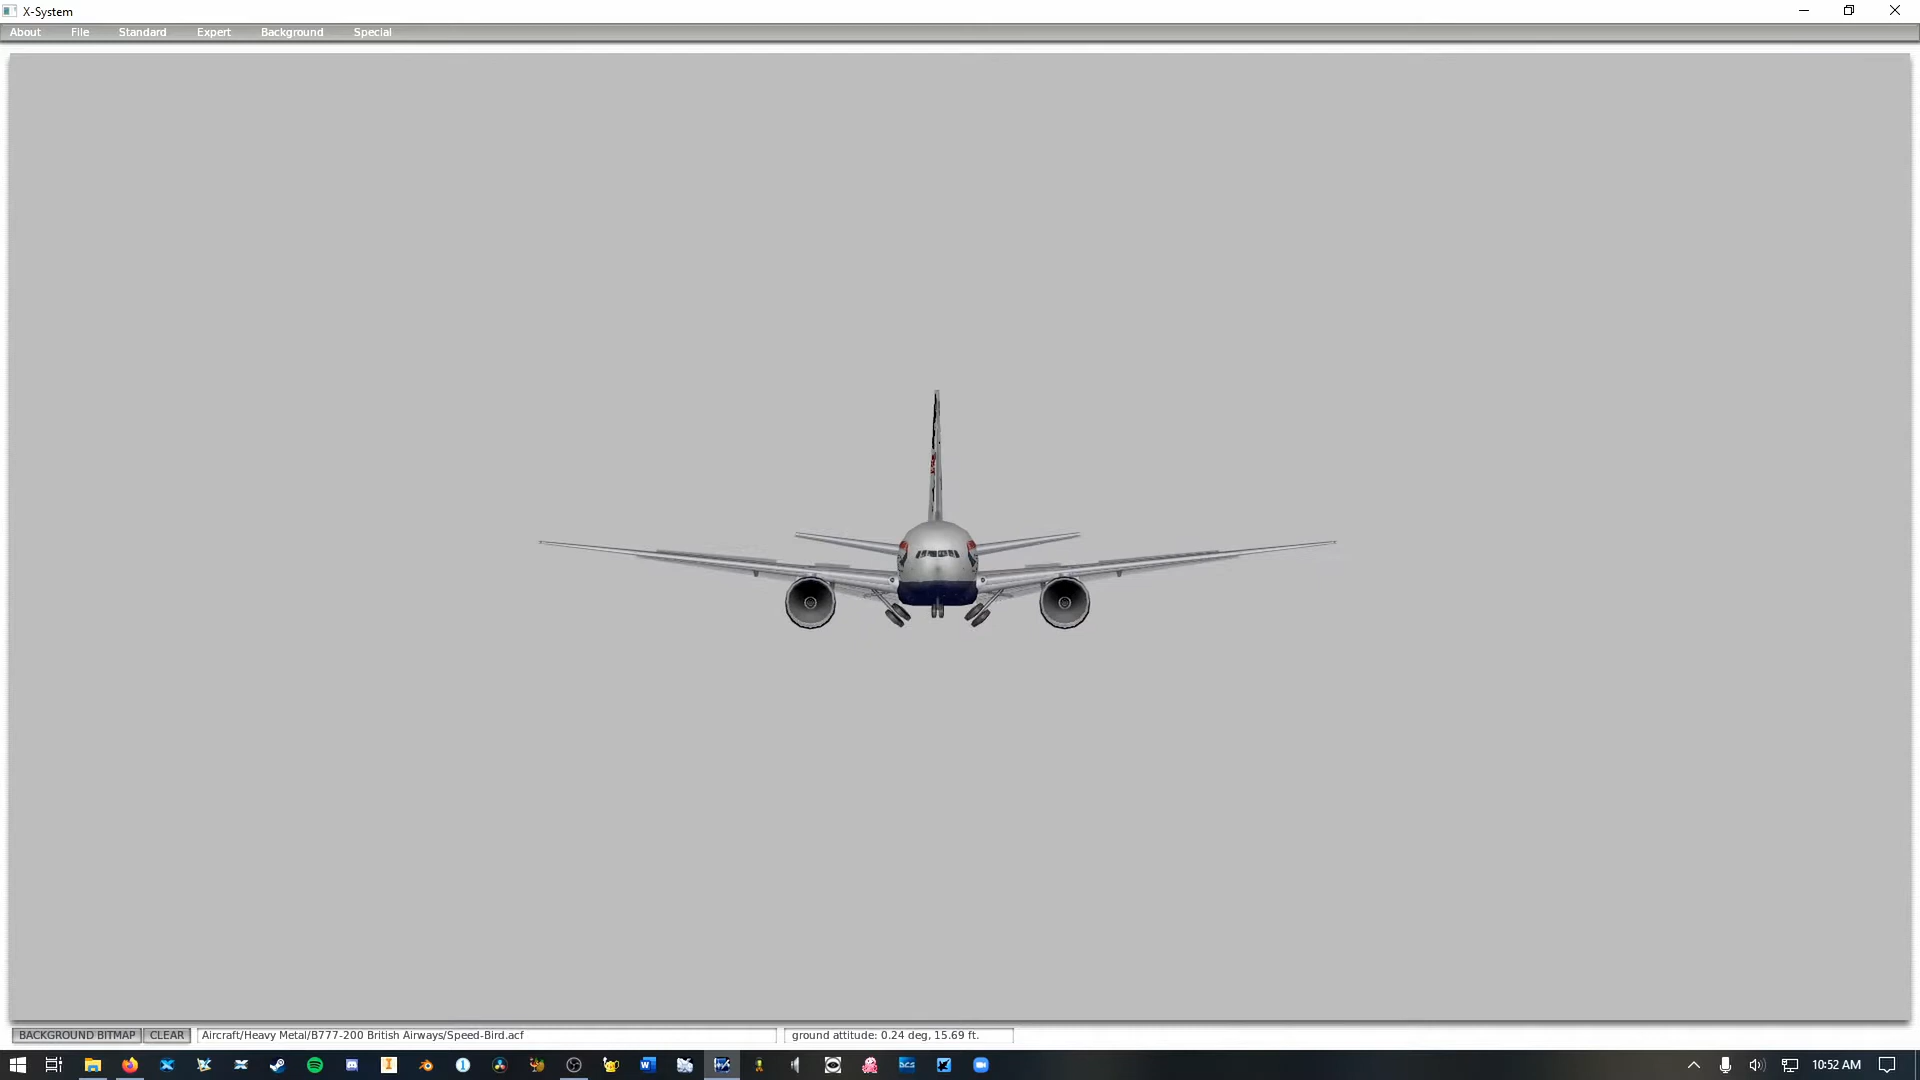 X-System
About File Standard Expert Background Special
BACKGROUND BITMAP CLEAR Aircraft/Heavy Metal/B777-200 British Airways/Speed-Bird.acf ground attitude: 0.24 deg, 15.69 ft.
10:52 AM